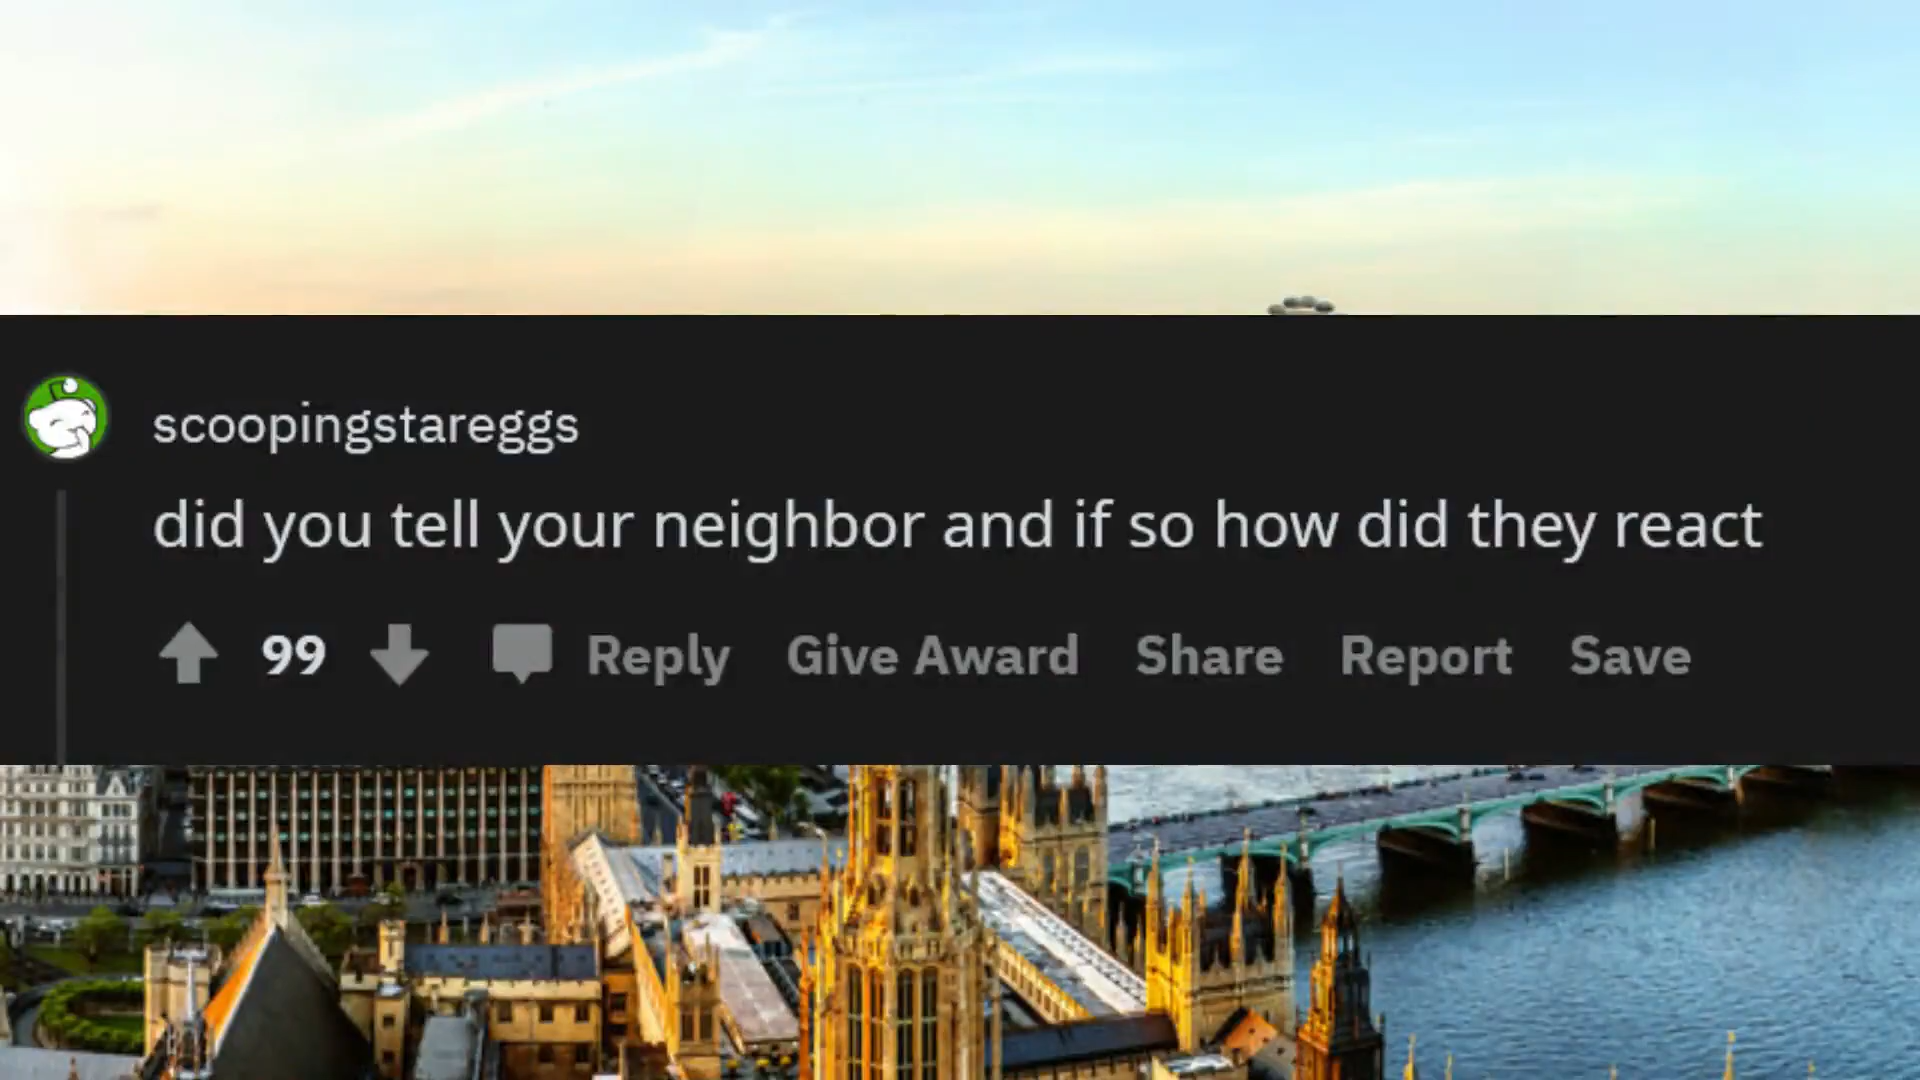 scoopingstareggs
did you tell your neighbor and if so how did they react
99 Reply Give Award Share Report Save